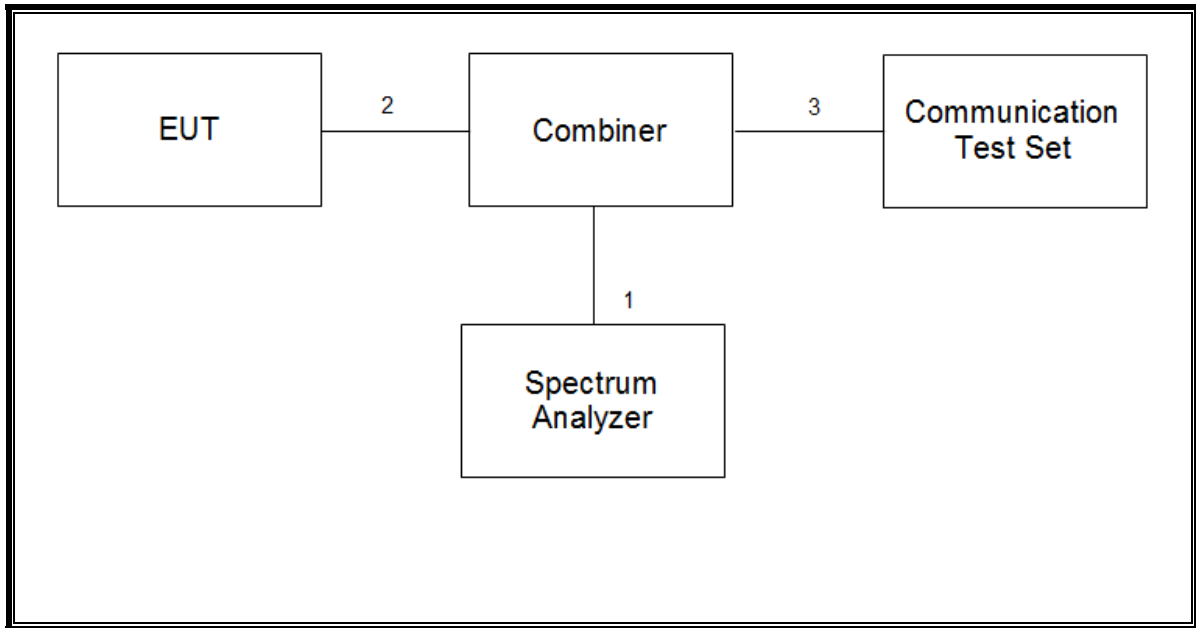 EUT
2
Combiner
3
Communication
Test Set
1
Spectrum
Analyzer